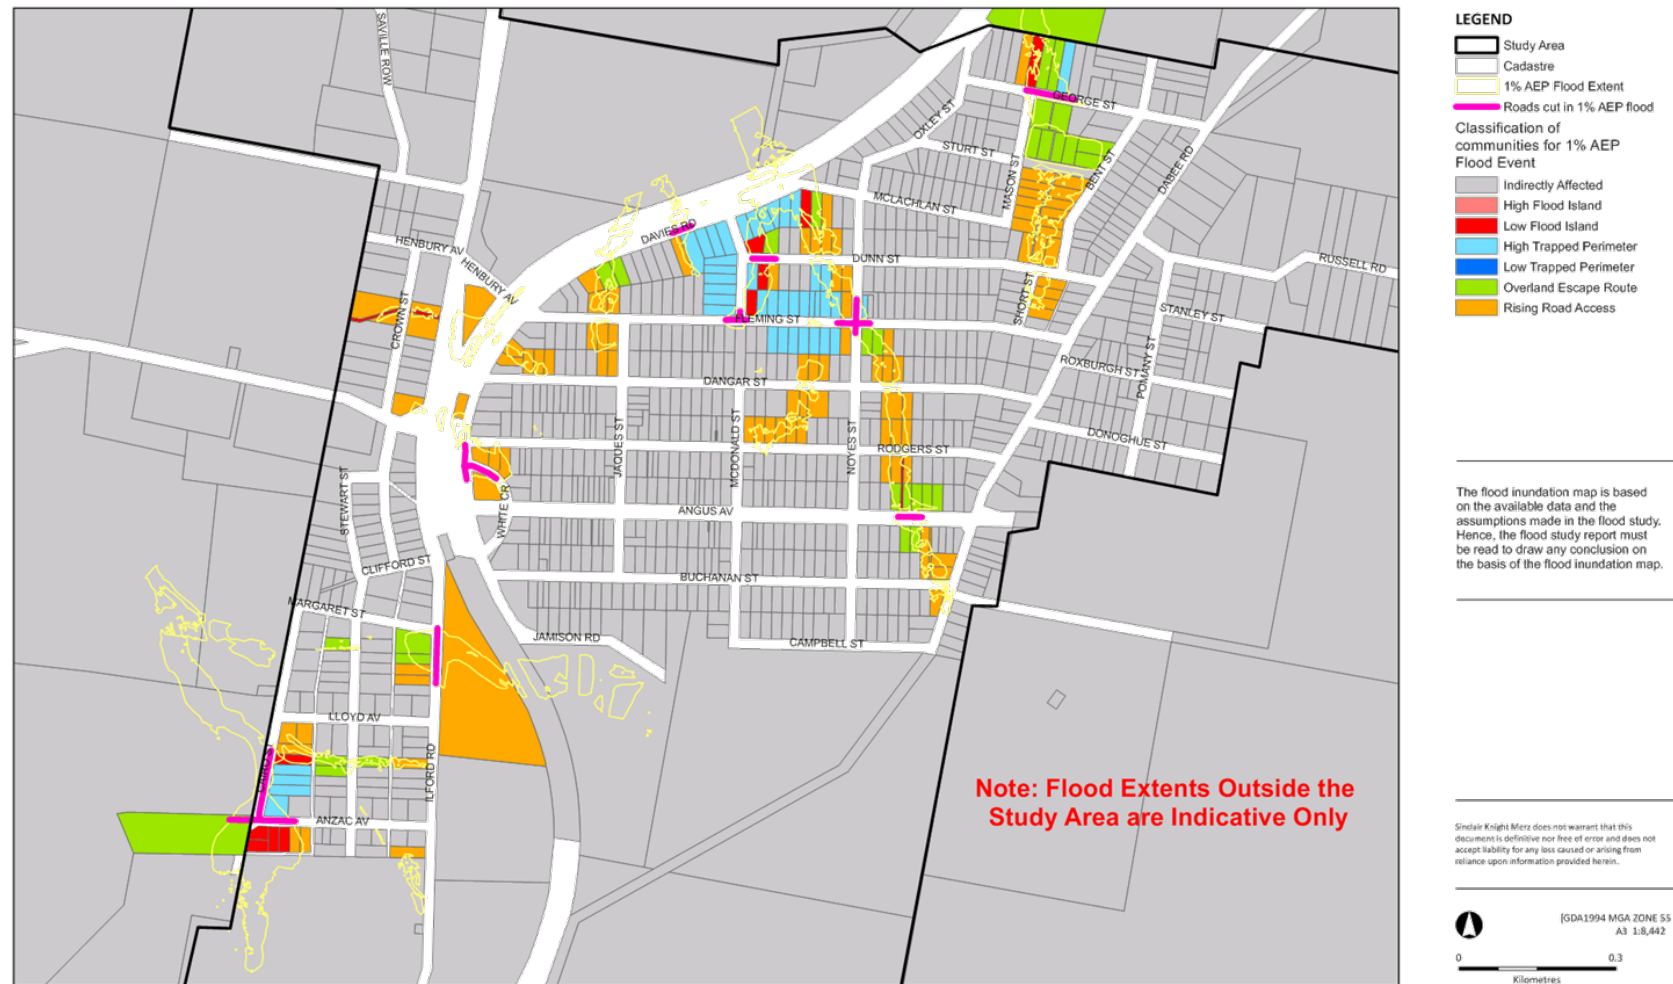 SAVILLE ROW
GEORGE ST
OXLEY ST
STURT ST
MASON ST
BENT ST
DABEE RD
MCLACHLAN ST
DAVIES RD
HENBURY AV
HENBURY AV
DUNN ST
RUSSELL RD
CROWN ST
FLEMING ST
SHORT ST
STANLEY ST
ROXBURGH ST
POMANY ST
DANGAR ST
JAQUES ST
MCDONALD ST
NOYES ST
RODGERS ST
DONOGHUE ST
STEWART ST
WHITE CR
ANGUS AV
CLIFFORD ST
BUCHANAN ST
MARGARET ST
JAMISON RD
CAMPBELL ST
LLOYD AV
ILFORD RD
ANZAC AV
Note: Flood Extents Outside the
Study Area are Indicative Only
LEGEND
Study Area
Cadastre
1% AEP Flood Extent
Roads cut in 1% AEP flood
Classification of
communities for 1% AEP
Flood Event
Indirectly Affected
High Flood Island
Low Flood Island
High Trapped Perimeter
Low Trapped Perimeter
Overland Escape Route
Rising Road Access
The flood inundation map is based
on the available data and the
assumptions made in the flood study.
Hence, the flood study report must
be read to draw any conclusion on
the basis of the flood inundation map.
Sinclair Knight Merz does not warrant that this
document is definitive nor free of error and does not
accept liability for any loss caused or arising from
reliance upon information provided herein.
[GDA1994 MGA ZONE 55
A3 1:8,442
0 0.3
Kilometres